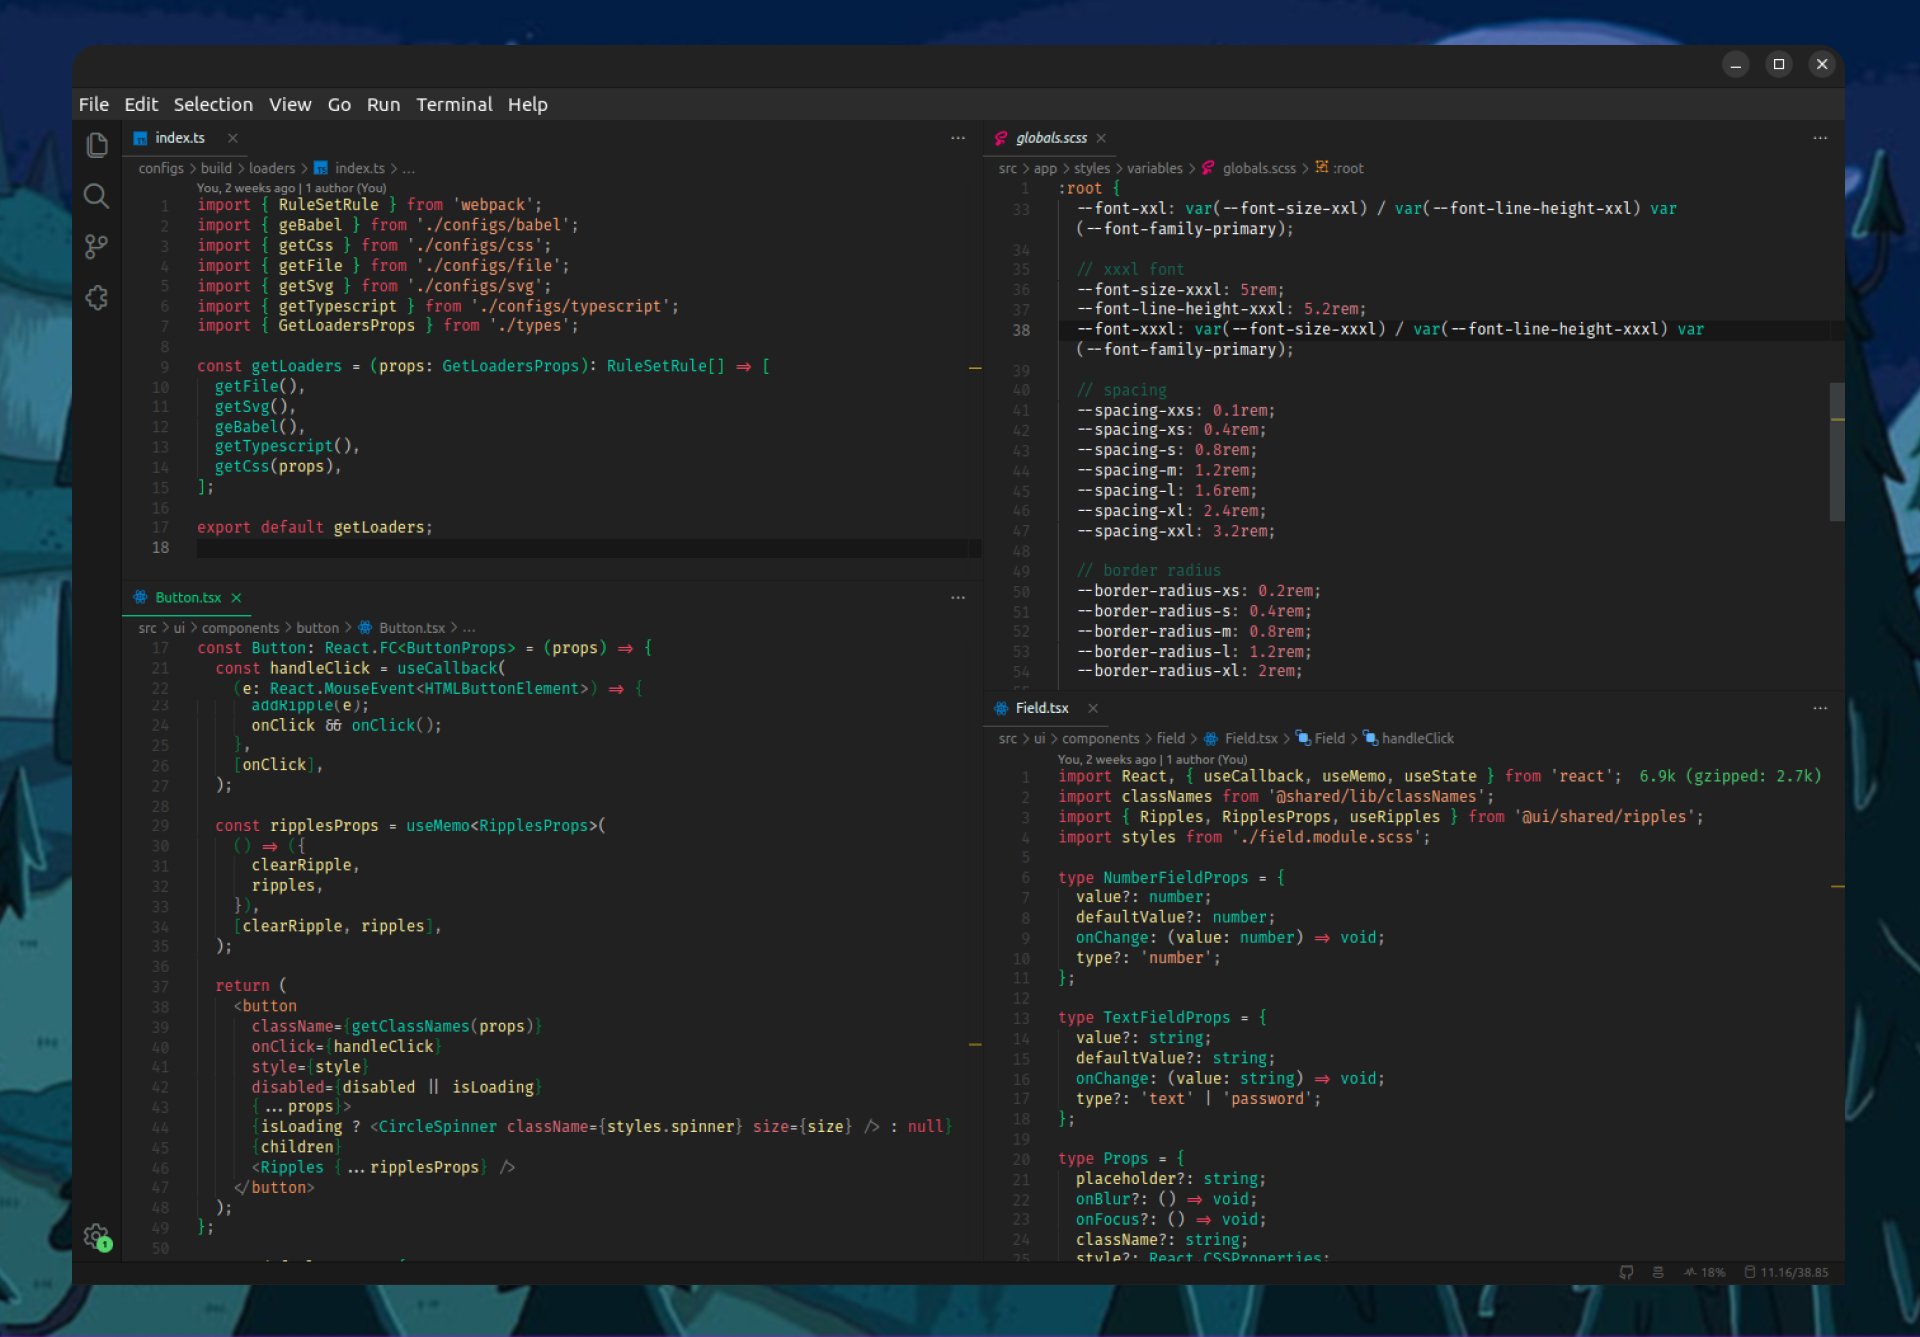 File Edit Selection View Go Run Terminal Help
index.ts
configs > build > loaders > index.ts > ...
You, 2 weeks ago | 1 author (You)
1 import { RuleSetRule } from 'webpack';
2 import { geBabel } from './configs/babel';
3 import { getCss } from './configs/css';
4 import { getFile } from './configs/file';
5 import { getSvg } from './configs/svg';
6 import { getTypescript } from './configs/typescript';
7 import { GetLoadersProps } from './types';
8
9 const getLoaders = (props: GetLoadersProps): RuleSetRule[] => [
10 getFile(),
11 getSvg(),
12 geBabel(),
13 getTypescript(),
14 getCss(props),
15 ];
16
17 export default getLoaders;
18
Button.tsx
src > ui > components > button > Button.tsx > ...
17 const Button: React.FC<ButtonProps> = (props) => {
21 const handleClick = useCallback(
22 (e: React.MouseEvent<HTMLButtonElement>) => {
23 addRipple(e);
24 onClick && onClick();
25 },
26 [onClick],
27 );
28
29 const ripplesProps = useMemo<RipplesProps>(
30 () => ({
31 clearRipple,
32 ripples,
33 }),
34 [clearRipple, ripples],
35 );
36
37 return (
38 <button
39 className={getClassNames(props)}
40 onClick={handleClick}
41 style={style}
42 disabled={disabled || isLoading}
43 {...props}>
44 {isLoading ? <CircleSpinner className={styles.spinner} size={size} /> : null}
45 {children}
46 <Ripples {...ripplesProps} />
47 </button>
48 );
49 };
50
globals.scss
src > app > styles > variables > globals.scss > :root
1 :root {
33 --font-xxl: var(--font-size-xxl) / var(--font-line-height-xxl) var
(--font-family-primary);
34
35 // xxxl font
36 --font-size-xxxl: 5rem;
37 --font-line-height-xxxl: 5.2rem;
38 --font-xxxl: var(--font-size-xxxl) / var(--font-line-height-xxxl) var
(--font-family-primary);
39
40 // spacing
41 --spacing-xxs: 0.1rem;
42 --spacing-xs: 0.4rem;
43 --spacing-s: 0.8rem;
44 --spacing-m: 1.2rem;
45 --spacing-l: 1.6rem;
46 --spacing-xl: 2.4rem;
47 --spacing-xxl: 3.2rem;
48
49 // border radius
50 --border-radius-xs: 0.2rem;
51 --border-radius-s: 0.4rem;
52 --border-radius-m: 0.8rem;
53 --border-radius-l: 1.2rem;
54 --border-radius-xl: 2rem;
Field.tsx
src > ui > components > field > Field.tsx > Field > handleClick
You, 2 weeks ago | 1 author (You)
1 import React, { useCallback, useMemo, useState } from 'react'; 6.9k (gzipped: 2.7k)
2 import classNames from '@shared/lib/classNames';
3 import { Ripples, RipplesProps, useRipples } from '@ui/shared/ripples';
4 import styles from './field.module.scss';
5
6 type NumberFieldProps = {
7 value?: number;
8 defaultValue?: number;
9 onChange: (value: number) => void;
10 type?: 'number';
11 };
12
13 type TextFieldProps = {
14 value?: string;
15 defaultValue?: string;
16 onChange: (value: string) => void;
17 type?: 'text' | 'password';
18 };
19
20 type Props = {
21 placeholder?: string;
22 onBlur?: () => void;
23 onFocus?: () => void;
24 className?: string;
25 style?: React.CSSProperties;
1
18% 11.16/38.85